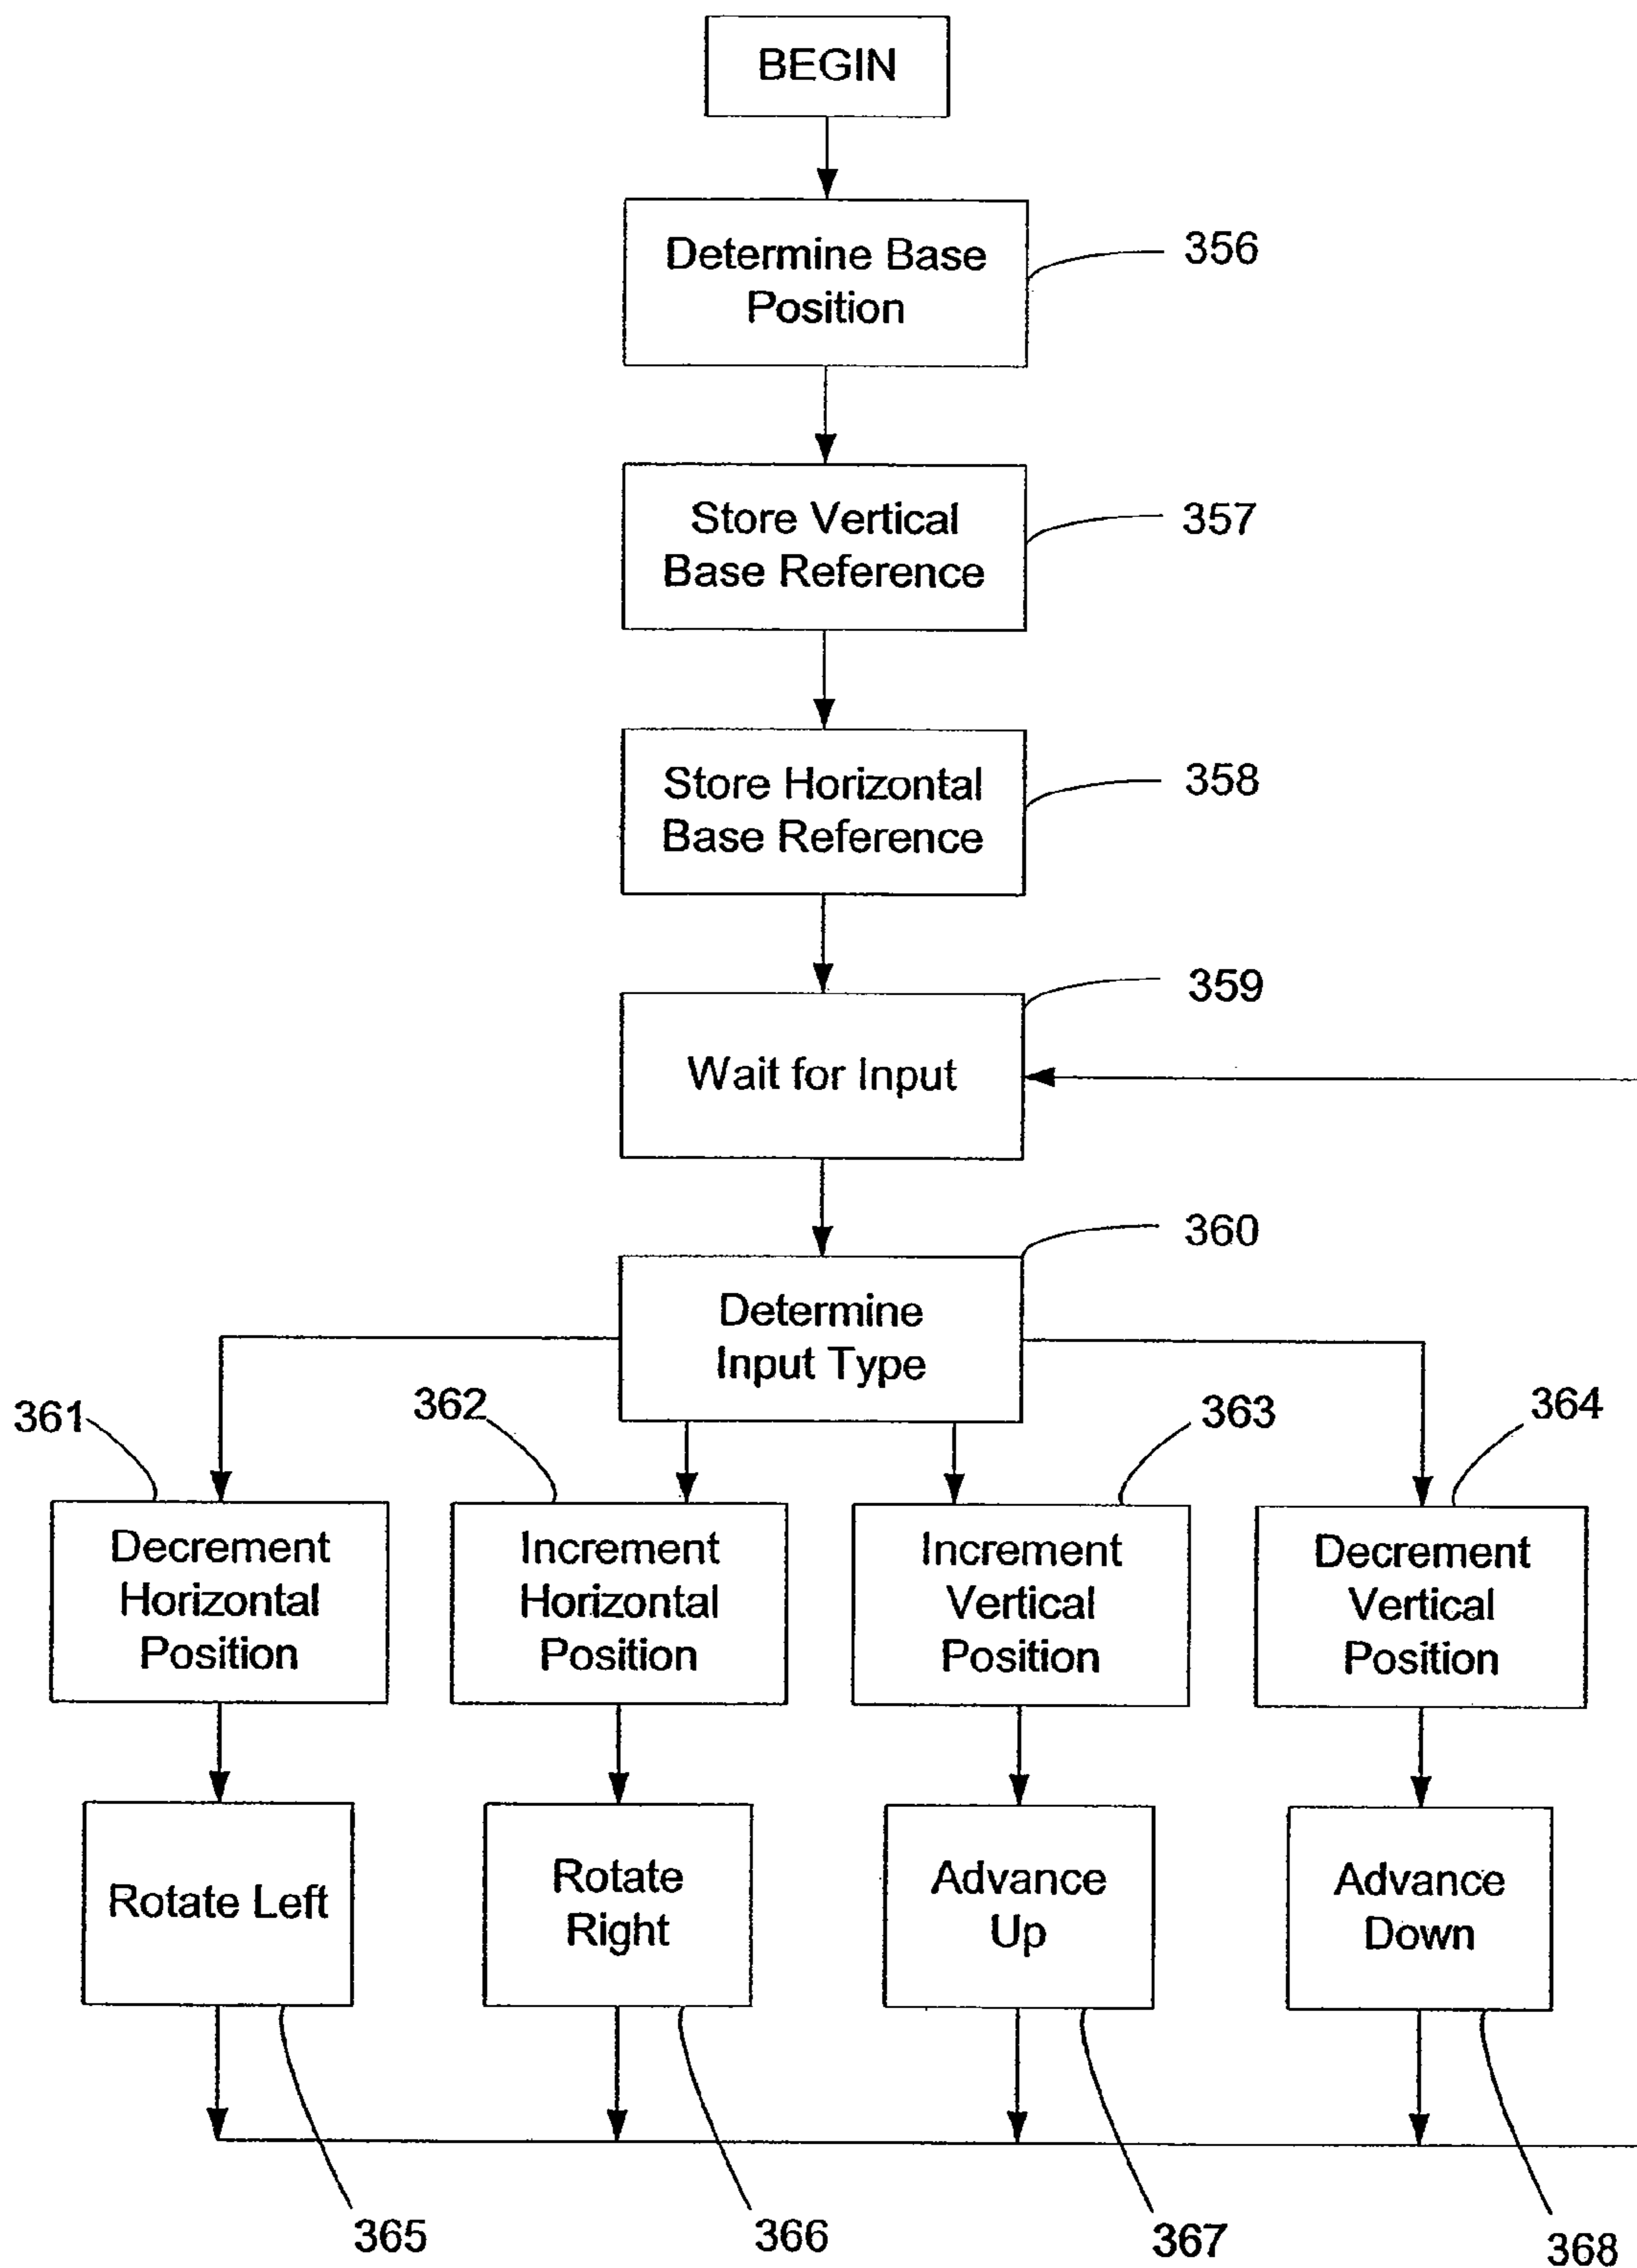 BEGIN
Determine Base
Position
356
Store Vertical
Base Reference
357
Store Horizontal
Base Reference
358
359
Wait for Input
360
Determine
Input Type
361
362
363
364
Decrement
Horizontal
Position
Increment
Horizontal
Position
Increment
Vertical
Position
Decrement
Vertical
Position
Rotate Left
Rotate
Right
Advance
Up
Advance
Down
365
366
367
368